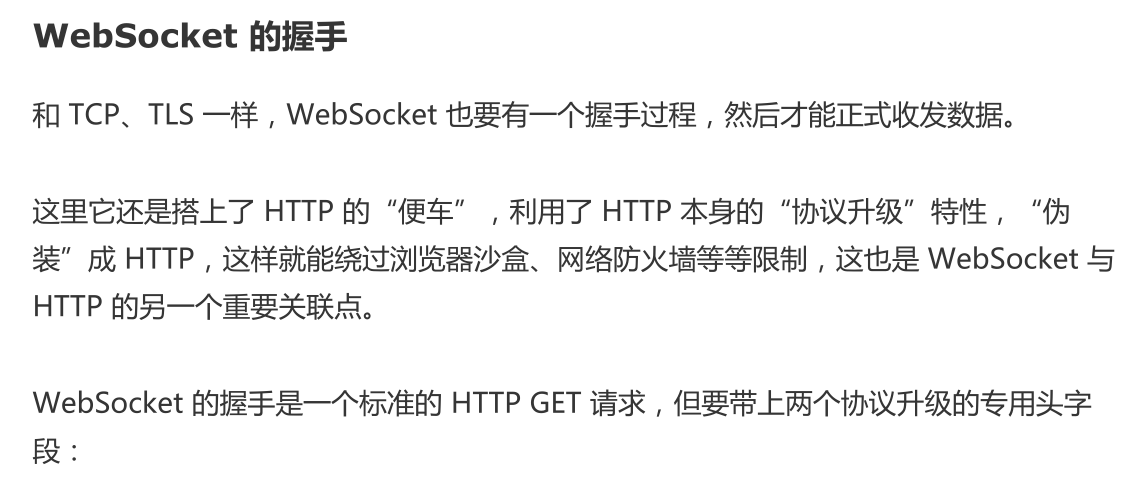 WebSocket 的握手
和 TCP、TLS 一样，WebSocket 也要有一个握手过程，然后才能正式收发数据。
这里它还是搭上了 HTTP 的“便车”，利用了 HTTP 本身的“协议升级”特性，“伪
装”成 HTTP，这样就能绕过浏览器沙盒、网络防火墙等等限制，这也是 WebSocket 与
HTTP 的另一个重要关联点。
WebSocket 的握手是一个标准的 HTTP GET 请求，但要带上两个协议升级的专用头字
段：